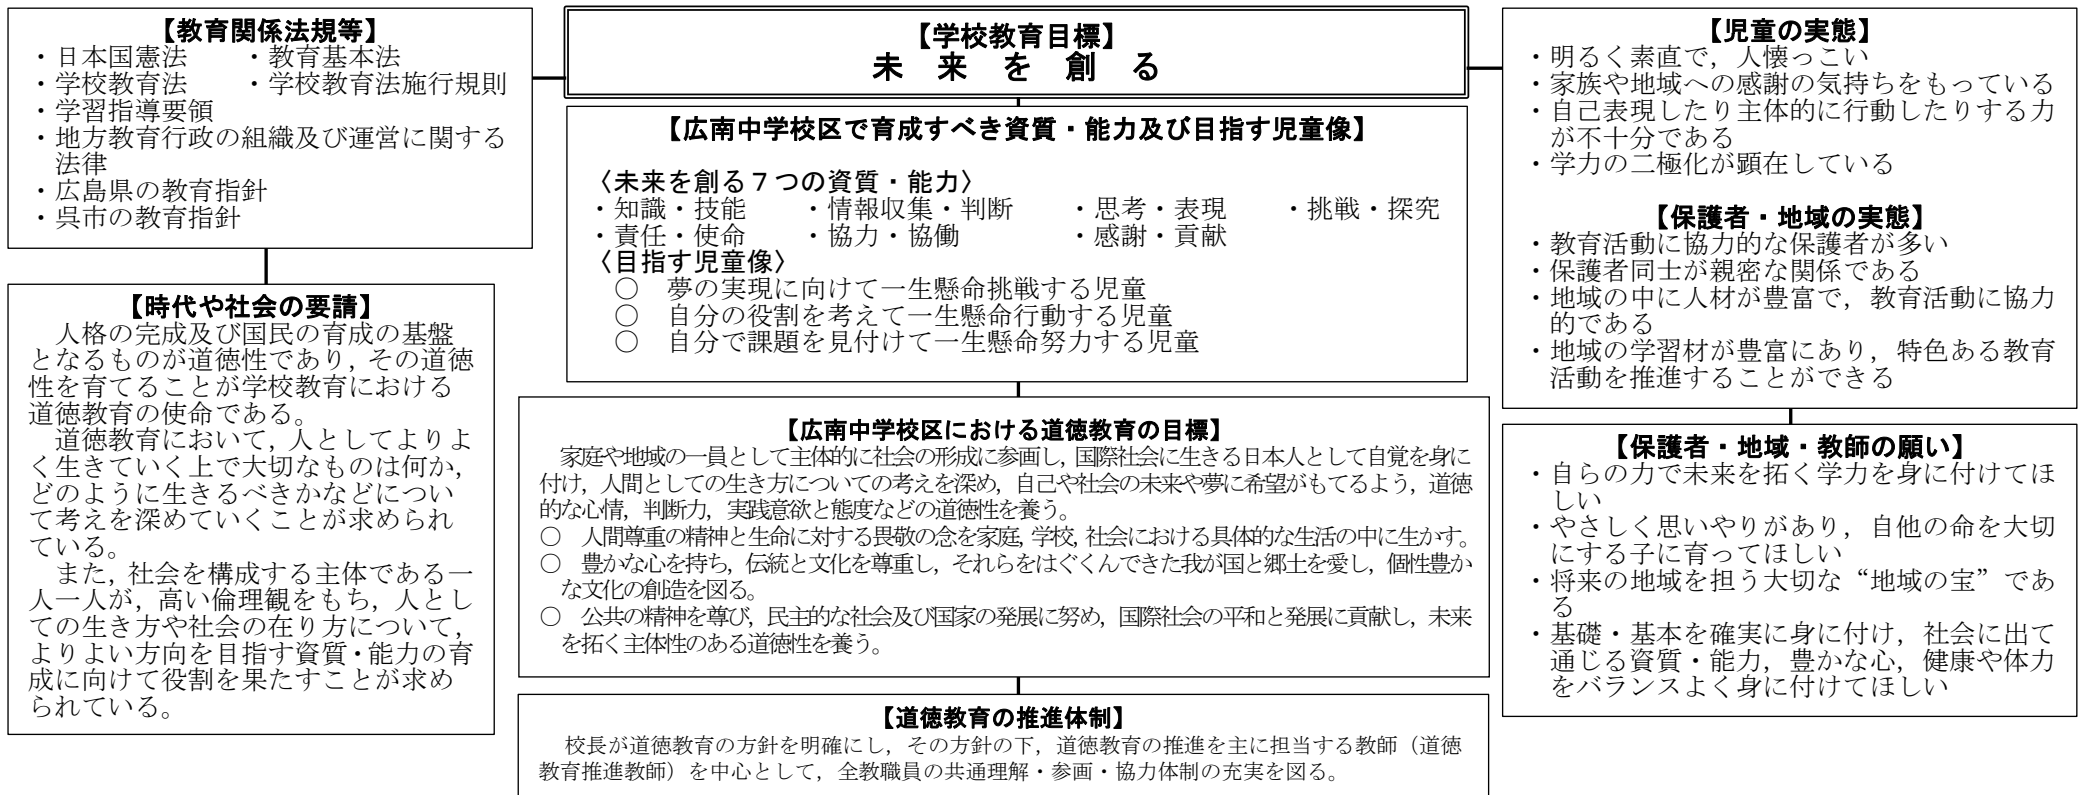 【教育関係法規等】
・日本国憲法　　・教育基本法
・学校教育法　　・学校教育法施行規則
・学習指導要領
・地方教育行政の組織及び運営に関する
法律
・広島県の教育指針
・呉市の教育指針
【時代や社会の要請】
人格の完成及び国民の育成の基盤
となるものが道徳性であり，その道徳
性を育てることが学校教育における
道徳教育の使命である。
道徳教育において，人としてよりよ
く生きていく上で大切なものは何か，
どのように生きるべきかなどについ
て考えを深めていくことが求められ
ている。
また，社会を構成する主体である一
人一人が，高い倫理観をもち，人とし
ての生き方や社会の在り方について，
よりよい方向を目指す資質・能力の育
成に向けて役割を果たすことが求め
られている。
【学校教育目標】
未　来　を　創　る
【広南中学校区で育成すべき資質・能力及び目指す児童像】
〈未来を創る７つの資質・能力〉
・知識・技能　　・情報収集・判断　　・思考・表現　　・挑戦・探究
・責任・使命　　・協力・協働　　・感謝・貢献
〈目指す児童像〉
○　夢の実現に向けて一生懸命挑戦する児童
○　自分の役割を考えて一生懸命行動する児童
○　自分で課題を見付けて一生懸命努力する児童
【広南中学校区における道徳教育の目標】
家庭や地域の一員として主体的に社会の形成に参画し，国際社会に生きる日本人として自覚を身に
付け，人間としての生き方についての考えを深め，自己や社会の未来や夢に希望がもてるよう，道徳
的な心情，判断力，実践意欲と態度などの道徳性を養う。
○　人間尊重の精神と生命に対する畏敬の念を家庭，学校，社会における具体的な生活の中に生かす。
○　豊かな心を持ち，伝統と文化を尊重し，それらをはぐくんできた我が国と郷土を愛し，個性豊か
な文化の創造を図る。
○　公共の精神を尊び，民主的な社会及び国家の発展に努め，国際社会の平和と発展に貢献し，未来
を拓く主体性のある道徳性を養う。
【道徳教育の推進体制】
校長が道徳教育の方針を明確にし，その方針の下，道徳教育の推進を主に担当する教師（道徳
教育推進教師）を中心として，全教職員の共通理解・参画・協力体制の充実を図る。
【児童の実態】
・明るく素直で，人懐っこい
・家族や地域への感謝の気持ちをもっている
・自己表現したり主体的に行動したりする力
が不十分である
・学力の二極化が顕在している
【保護者・地域の実態】
・教育活動に協力的な保護者が多い
・保護者同士が親密な関係である
・地域の中に人材が豊富で，教育活動に協力
的である
・地域の学習材が豊富にあり，特色ある教育
活動を推進することができる
【保護者・地域・教師の願い】
・自らの力で未来を拓く学力を身に付けてほ
しい
・やさしく思いやりがあり，自他の命を大切
にする子に育ってほしい
・将来の地域を担う大切な“地域の宝”であ
る
・基礎・基本を確実に身に付け，社会に出て
通じる資質・能力，豊かな心，健康や体力
をバランスよく身に付けてほしい